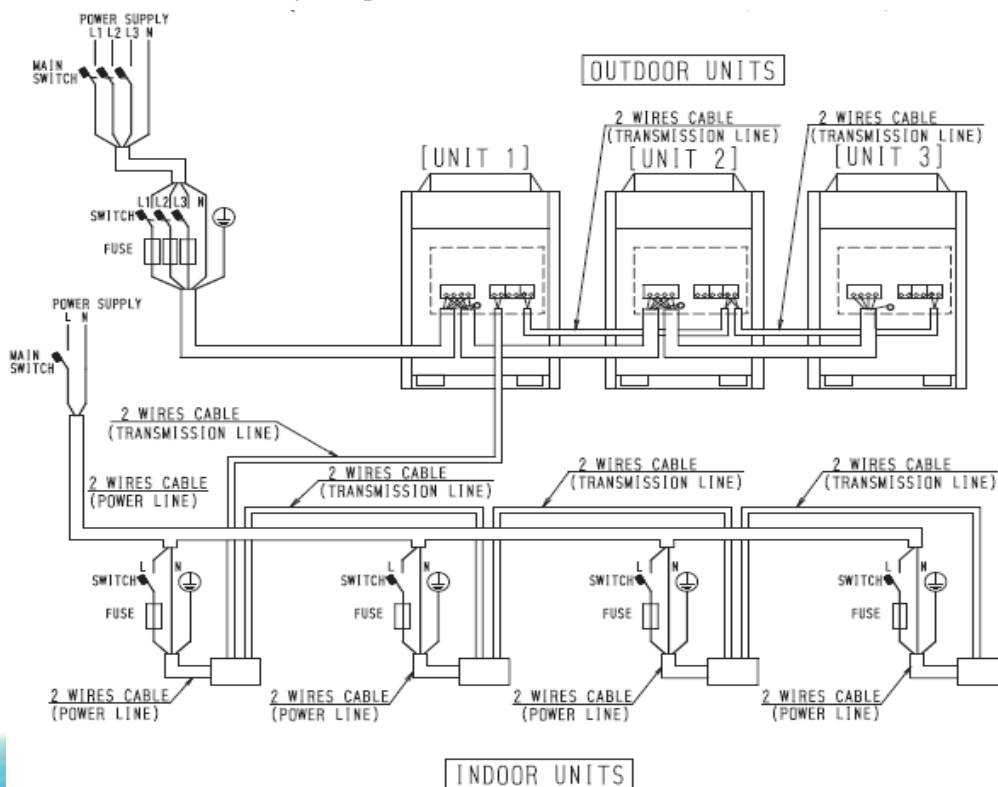 POWER SUPPLY
L1 L2 L3 N
MAIN
SWITCH
OUTDOOR UNITS
2 WIRES CABLE
(TRANSMISSION LINE)
2 WIRES CABLE
(TRANSMISSION LINE)
[UNIT 1]
[UNIT 2]
[UNIT 3]
L1 L2 L3 N
SWITCH
FUSE
POWER SUPPLY
L N
MAIN
SWITCH
2 WIRES CABLE
(TRANSMISSION LINE)
2 WIRES CABLE
(POWER LINE)
2 WIRES CABLE
(TRANSMISSION LINE)
2 WIRES CABLE
(TRANSMISSION LINE)
2 WIRES CABLE
(TRANSMISSION LINE)
L N
SWITCH
FUSE
L N
SWITCH
FUSE
L N
SWITCH
FUSE
L N
SWITCH
FUSE
2 WIRES CABLE
(POWER LINE)
2 WIRES CABLE
(POWER LINE)
2 WIRES CABLE
(POWER LINE)
2 WIRES CABLE
(POWER LINE)
INDOOR UNITS